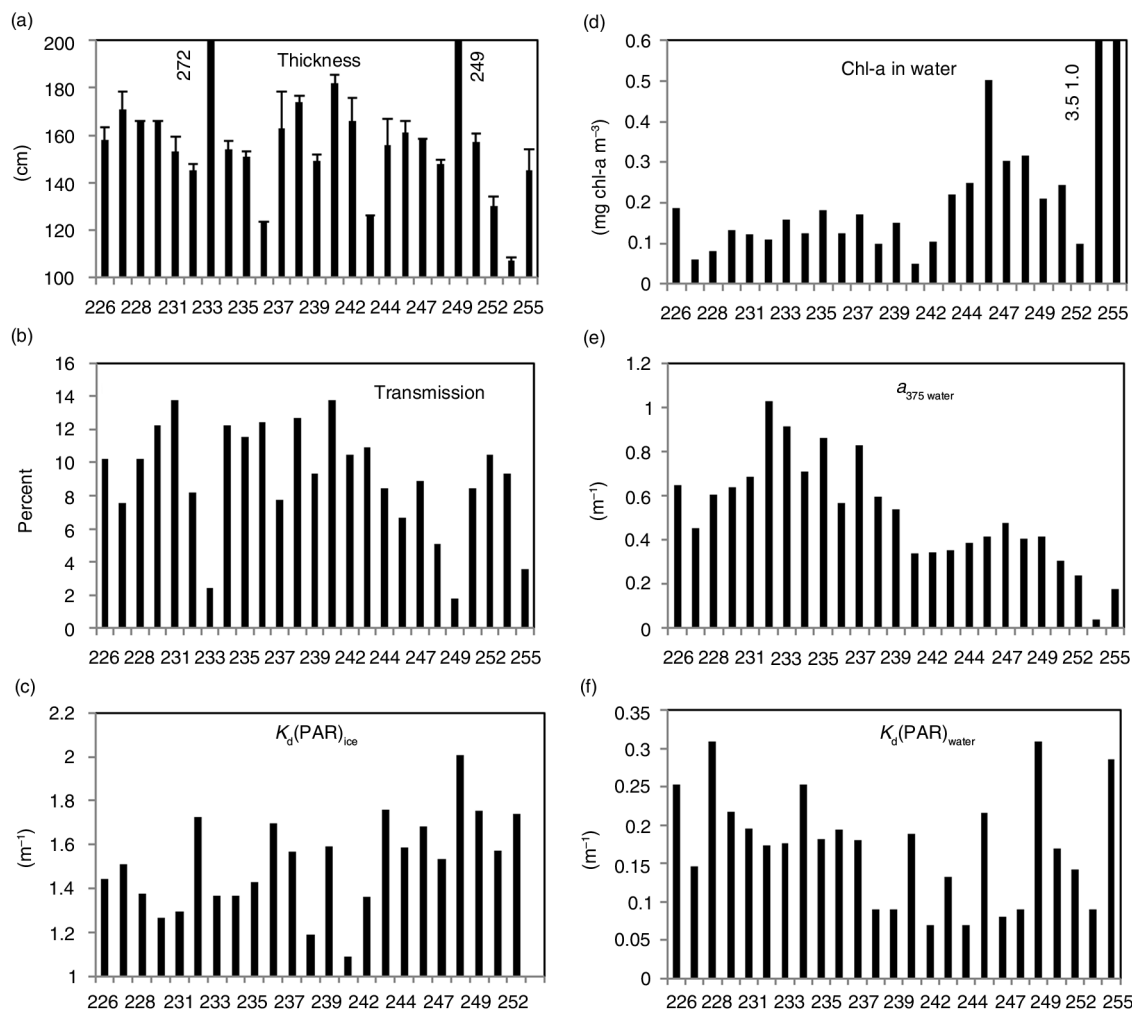 (a)
200
180
160
140
120
100
(cm)
Thickness
272
249
226 228 231 233 235 237 239 242 244 247 249 252 255
(b)
16
14
12
10
8
6
4
2
0
Percent
Transmission
226 228 231 233 235 237 239 242 244 247 249 252 255
(c)
2.2
2
1.8
1.6
1.4
1.2
1
(m⁻¹)
K_d(PAR)_ice
226 228 231 233 235 237 239 242 244 247 249 252
(d)
0.6
0.5
0.4
0.3
0.2
0.1
0
(mg chl-a m⁻³)
Chl-a in water
3.5 1.0
226 228 231 233 235 237 239 242 244 247 249 252 255
(e)
1.2
1
0.8
0.6
0.4
0.2
0
(m⁻¹)
a_375 water
226 228 231 233 235 237 239 242 244 247 249 252 255
(f)
0.35
0.3
0.25
0.2
0.15
0.1
0.05
0
(m⁻¹)
K_d(PAR)_water
226 228 231 233 235 237 239 242 244 247 249 252 255